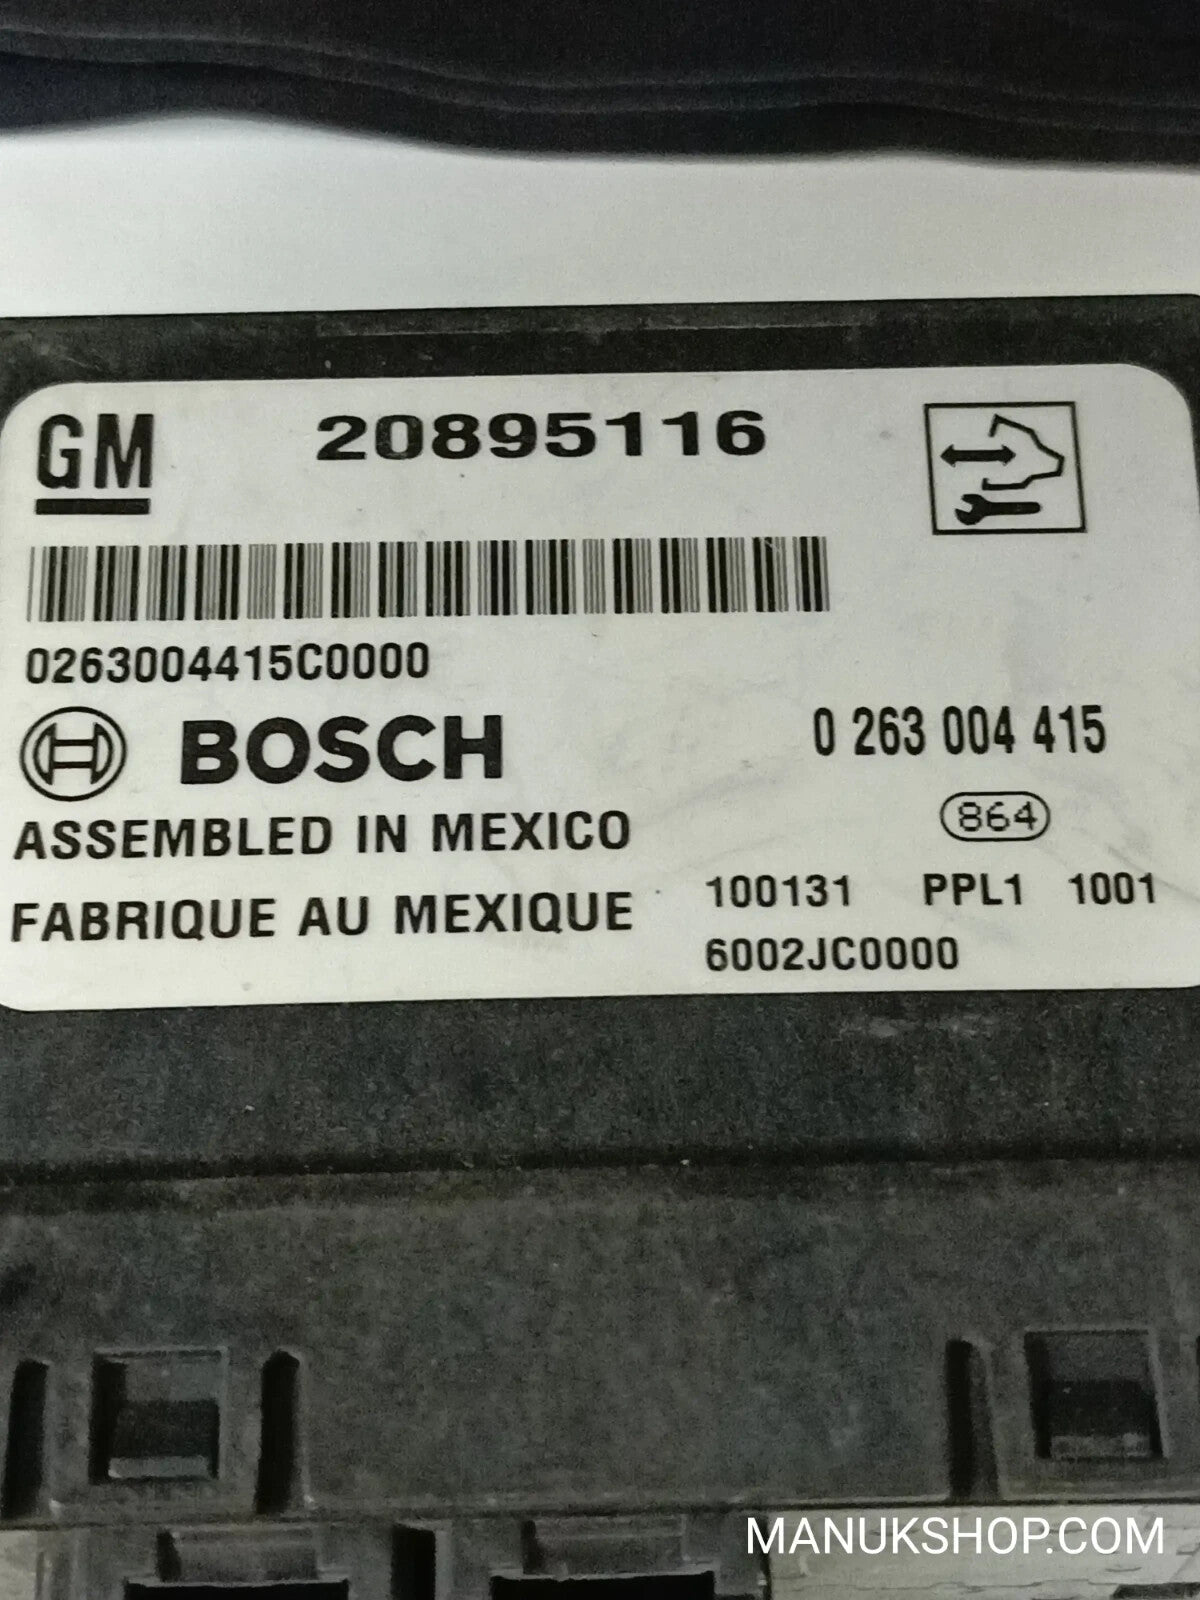 GM 20895116
0263004415C0000
BOSCH 0 263 004 415
ASSEMBLED IN MEXICO 864
FABRIQUE AU MEXIQUE 100131 PPL1 1001
6002JC0000
MANUKSHOP.COM